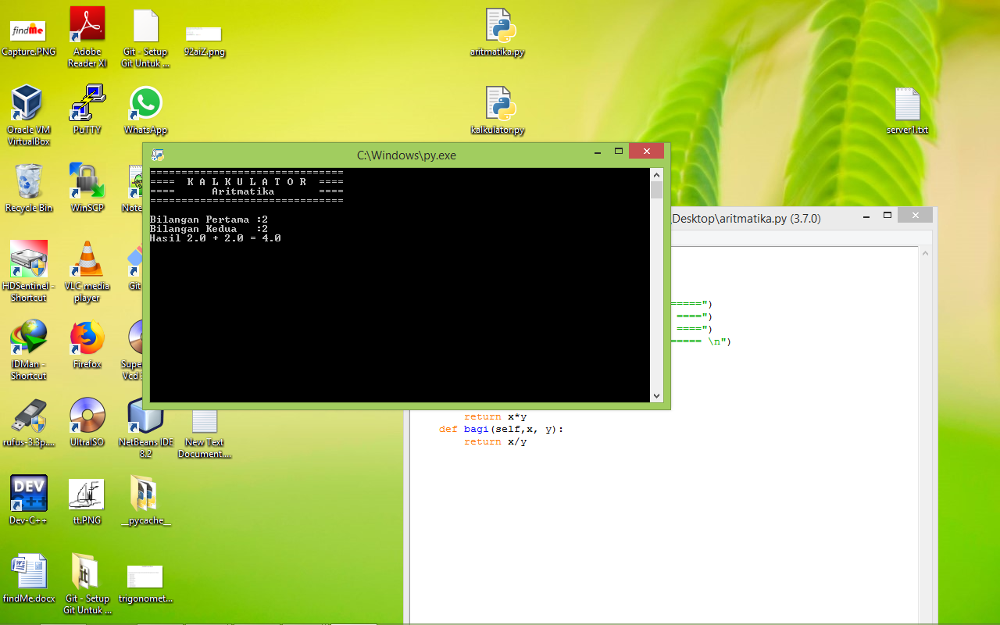 findMe
Capture.PNG
Adobe
Reader XI
Git - Setup
Git Untuk ...
92aiZ.png
aritmatika.py
Oracle VM
VirtualBox
PuTTY
WhatsApp
kalkulator.py
server1.txt
C:\Windows\py.exe
==============================
==== K A L K U L A T O R ====
==== Aritmatika ====
==============================
Bilangan Pertama :2
Bilangan Kedua :2
Hasil 2.0 + 2.0 = 4.0
Recycle Bin
WinSCP
Note
_Desktop\aritmatika.py (3.7.0)
HDSentinel -
Shortcut
VLC media
player
Git
=====")
====")
====")
===== \n")
IDMan -
Shortcut
Firefox
Supe
Vcd
return x*y
def bagi(self,x, y):
return x/y
rufus-3.3p....
UltraISO
NetBeans IDE
8.2
New Text
Document....
DEV
C++
Dev-C++
tt.PNG
__pycache__
findMe.docx
git
Git - Setup
Git Untuk ...
trigonomet...